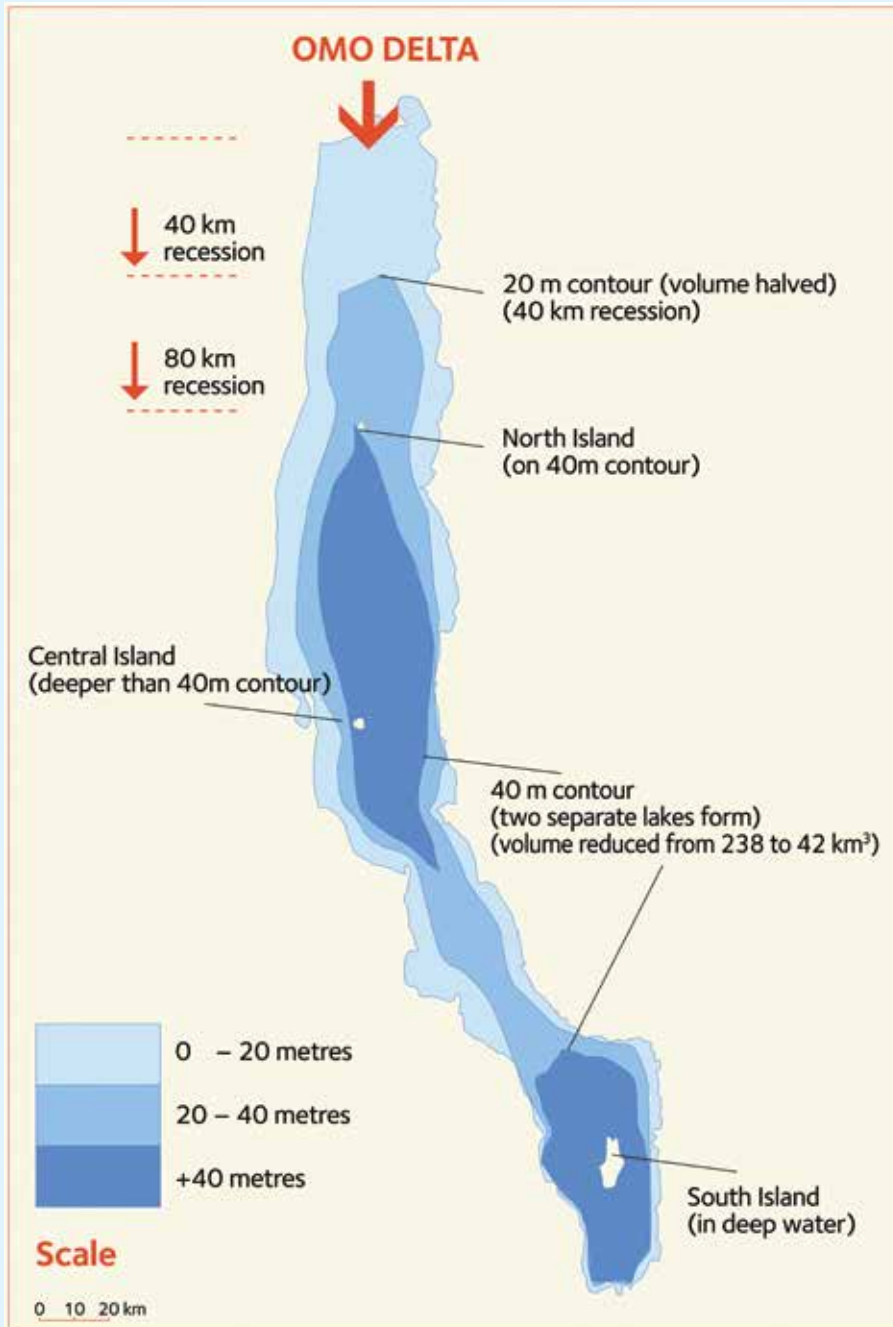 OMO DELTA
40 km
recession
20 m contour (volume halved)
(40 km recession)
80 km
recession
North Island
(on 40m contour)
Central Island
(deeper than 40m contour)
40 m contour
(two separate lakes form)
(volume reduced from 238 to 42 km³)
0 – 20 metres
20 – 40 metres
+40 metres
South Island
(in deep water)
Scale
0 10 20 km